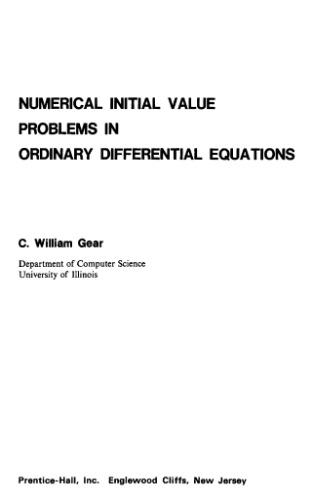 NUMERICAL INITIAL VALUE
PROBLEMS IN
ORDINARY DIFFERENTIAL EQUATIONS
C. William Gear
Department of Computer Science
University of Illinois
Prentice-Hall, Inc. Englewood Cliffs, New Jersey